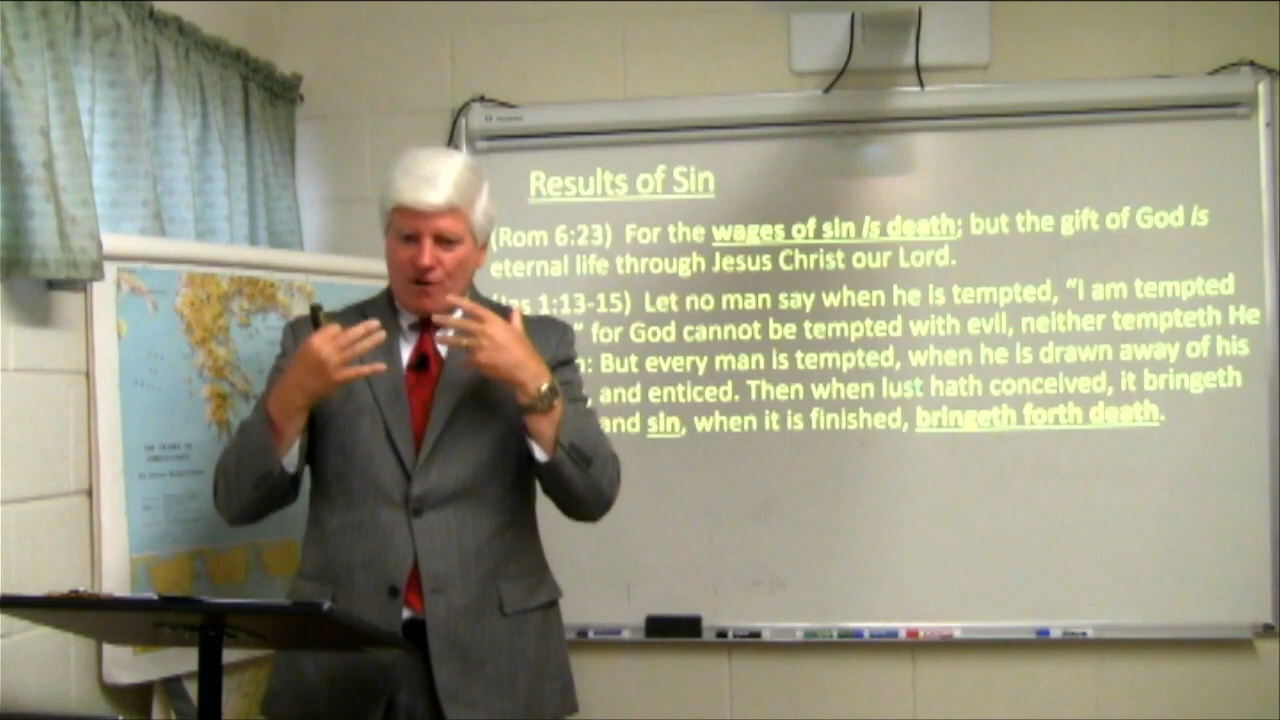 Results of Sin
(Rom 6:23) For the wages of sin is death; but the gift of God is
eternal life through Jesus Christ our Lord.
1:13-15) Let no man say when he is tempted, “I am tempted
” for God cannot be tempted with evil, neither tempteth He
: But every man is tempted, when he is drawn away of his
, and enticed. Then when lust hath conceived, it bringeth
and sin, when it is finished, bringeth forth death.